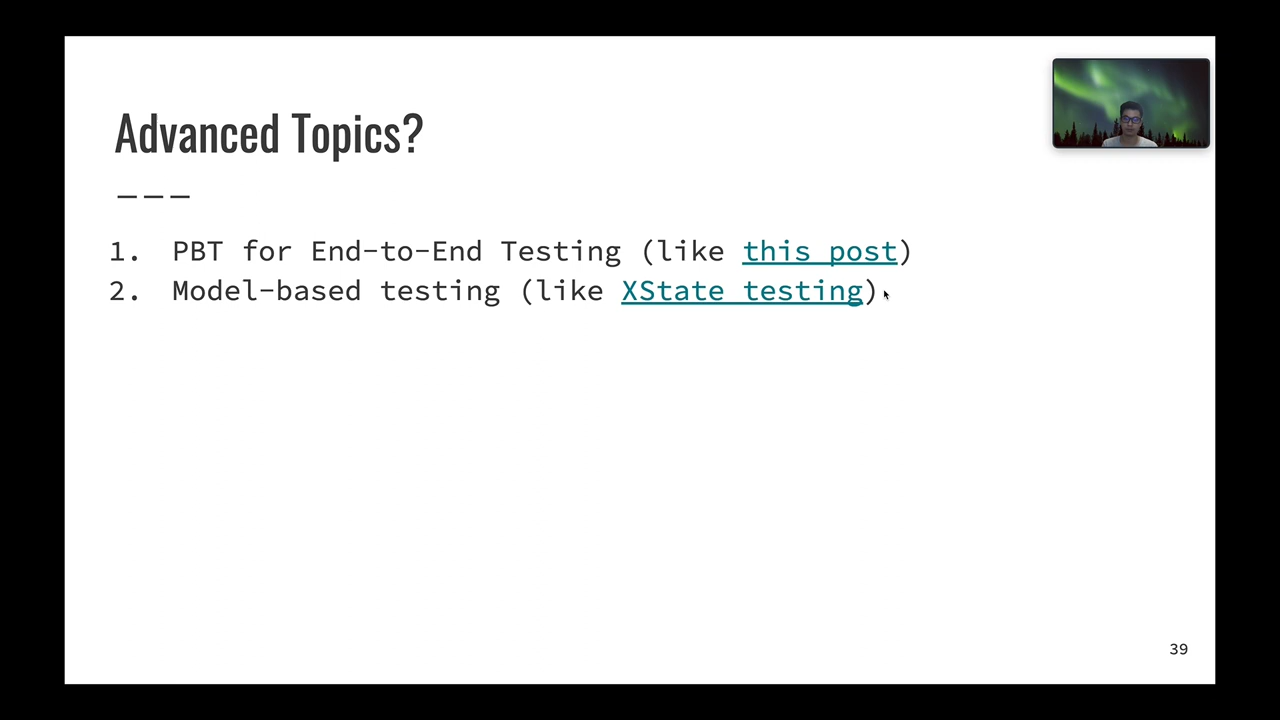 Advanced Topics?
———
1. PBT for End-to-End Testing (like this post)
2. Model-based testing (like XState testing)
39